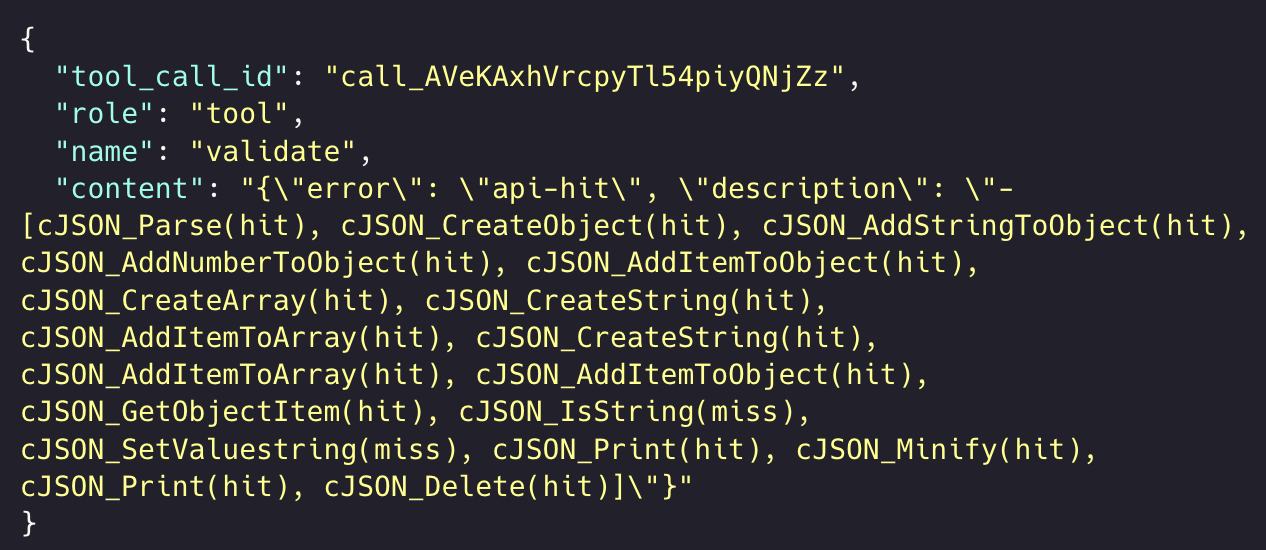 {
  "tool_call_id": "call_AVeKAxhVrcpyTl54piyQNjZz",
  "role": "tool",
  "name": "validate",
  "content": "{\"error\": \"api-hit\", \"description\": \"-
[cJSON_Parse(hit), cJSON_CreateObject(hit), cJSON_AddStringToObject(hit),
cJSON_AddNumberToObject(hit), cJSON_AddItemToObject(hit),
cJSON_CreateArray(hit), cJSON_CreateString(hit),
cJSON_AddItemToArray(hit), cJSON_CreateString(hit),
cJSON_AddItemToArray(hit), cJSON_AddItemToObject(hit),
cJSON_GetObjectItem(hit), cJSON_IsString(miss),
cJSON_SetValuestring(miss), cJSON_Print(hit), cJSON_Minify(hit),
cJSON_Print(hit), cJSON_Delete(hit)]\"}"
}